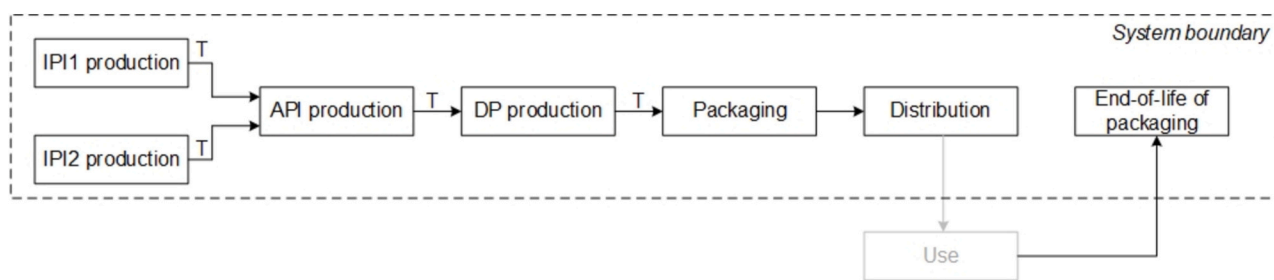 System boundary
IPI1 production
T
IPI2 production
T
API production
T
DP production
T
Packaging
Distribution
End-of-life of
packaging
Use